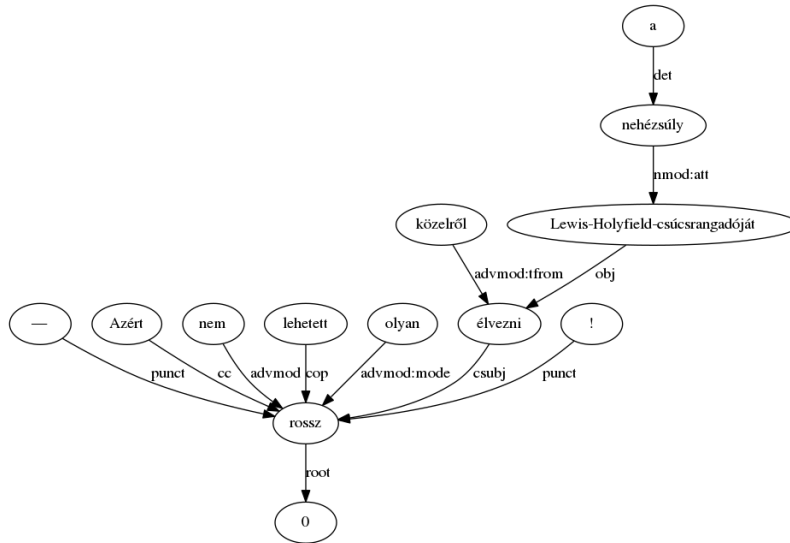 a
det
nehézsúly
nmod:att
közelről Lewis-Holyfield-csúcsrangadóját
advmod:tfrom obj
— Azért nem lehetett olyan élvezni !
punct cc advmod cop advmod:mode csubj punct
rossz
root
0